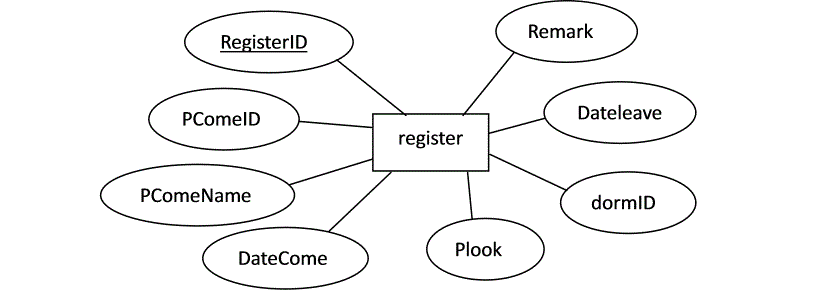 Remark
RegisterID
Dateleave
PComeID
register
PComeName
dormID
Plook
DateCome